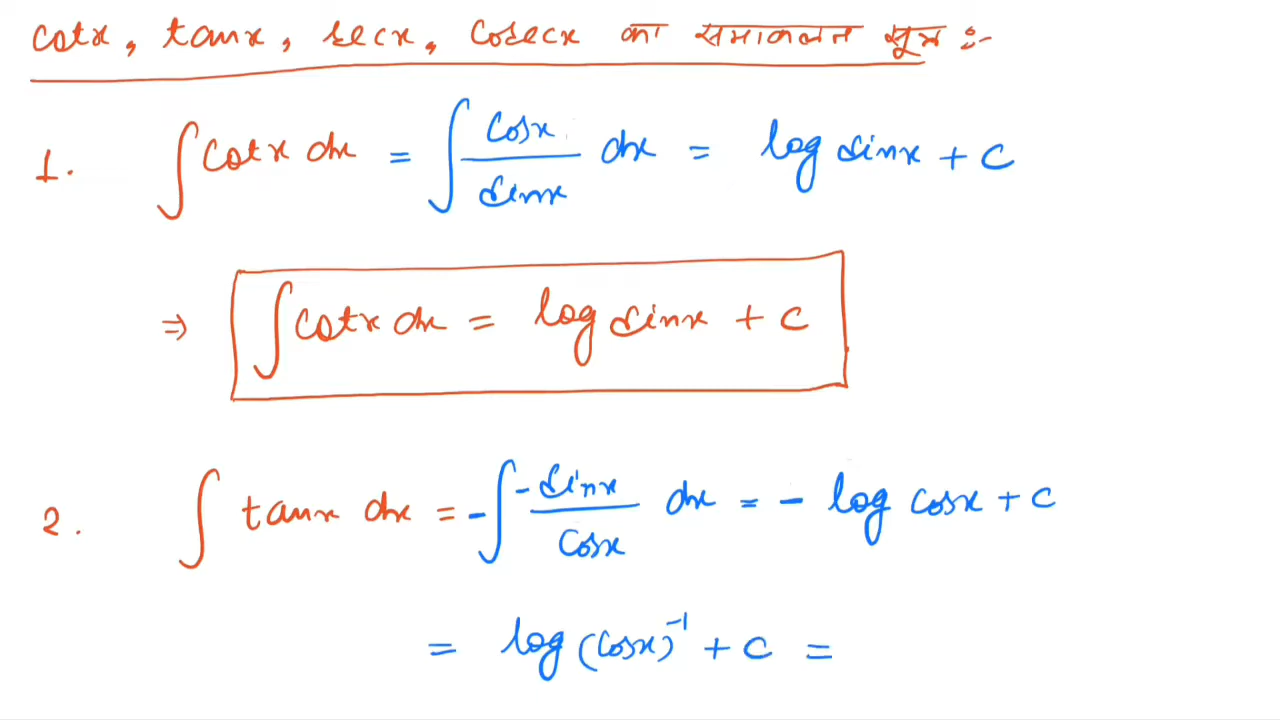 cotx, tanx, secx, cosecx का समाकलन सूत्र :-
1. ∫ cotx dx = ∫ cosx / sinx dx = log sinx + c
⇒ ∫ cotx dx = log sinx + c
2. ∫ tanx dx = - ∫ - sinx / cosx dx = - log cosx + c
= log (cosx)⁻¹ + c =